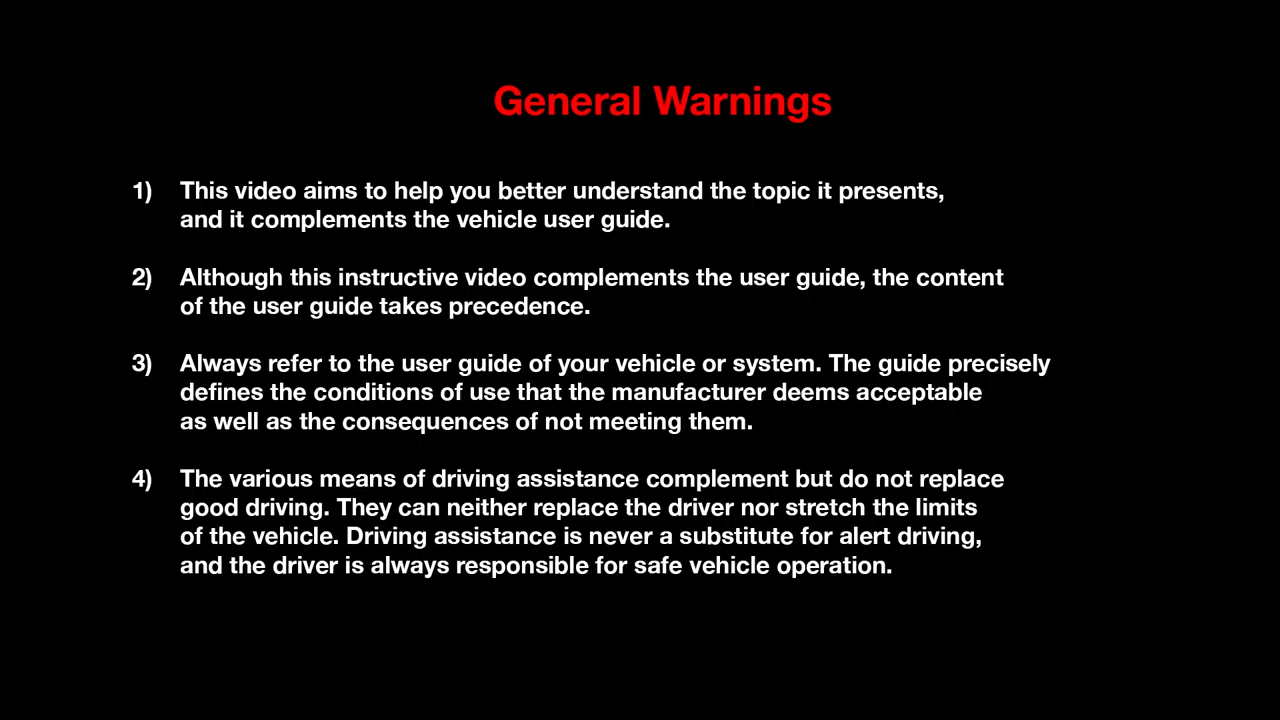 General Warnings
1) This video aims to help you better understand the topic it presents,
and it complements the vehicle user guide.
2) Although this instructive video complements the user guide, the content
of the user guide takes precedence.
3) Always refer to the user guide of your vehicle or system. The guide precisely
defines the conditions of use that the manufacturer deems acceptable
as well as the consequences of not meeting them.
4) The various means of driving assistance complement but do not replace
good driving. They can neither replace the driver nor stretch the limits
of the vehicle. Driving assistance is never a substitute for alert driving,
and the driver is always responsible for safe vehicle operation.